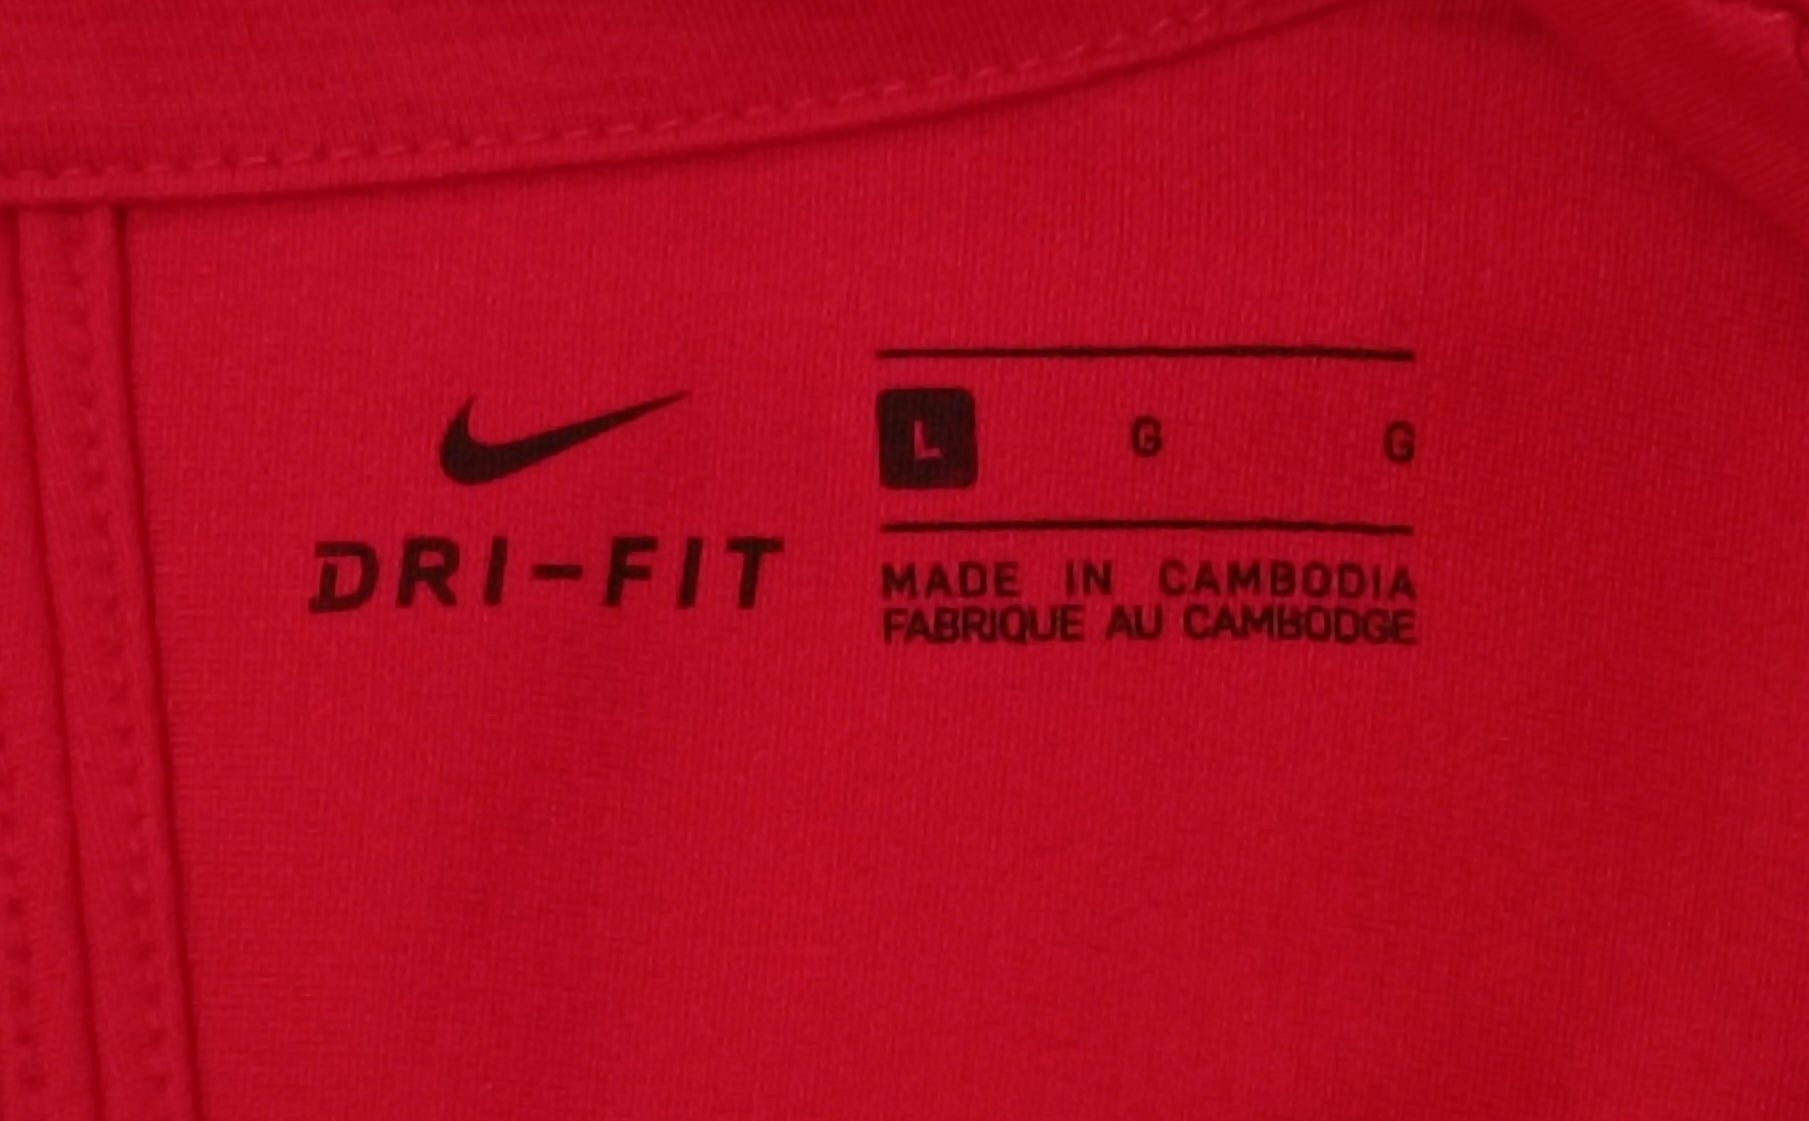 DRI-FIT
L G G
MADE IN CAMBODIA
FABRIQUE AU CAMBODGE